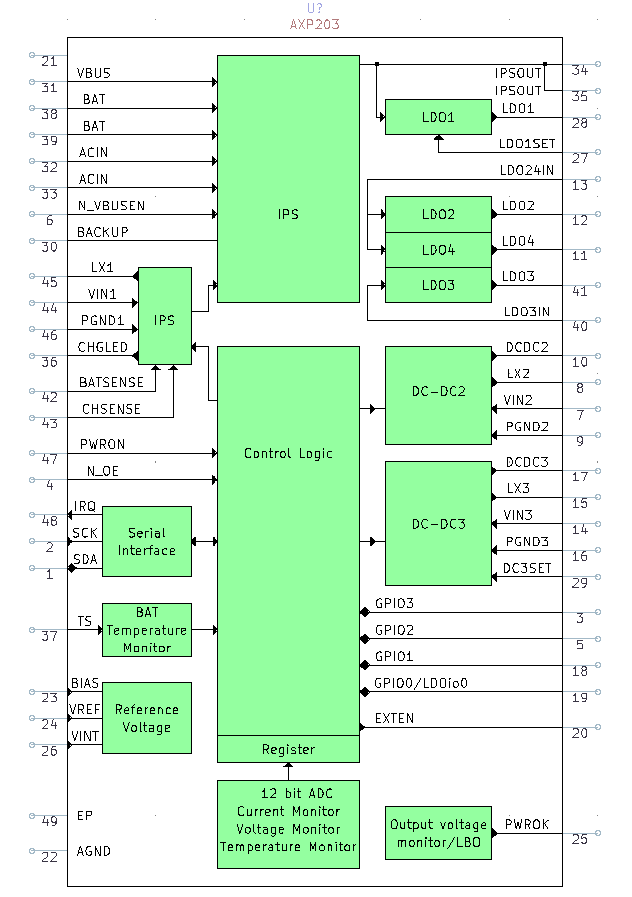 U?
AXP203
21
31 VBUS
38 BAT
39 BAT
32 ACIN
33 ACIN
6 N_VBUSEN
30 BACKUP
IPS
45 LX1
44 VIN1
46 PGND1
36 CHGLED
42 BATSENSE
43 CHSENSE
IPS
47 PWRON
4 N_OE
48 IRQ
2 SCK
1 SDA
Serial
Interface
37 TS
BAT
Temperature
Monitor
23 BIAS
24 VREF
26 VINT
Reference
Voltage
49 EP
22 AGND
Control Logic
Register
12 bit ADC
Current Monitor
Voltage Monitor
Temperature Monitor
IPSOUT 34
IPSOUT 35
LDO1
LDO1 28
LDO1SET 27
LDO24IN 13
LDO2
LDO2 12
LDO4
LDO4 11
LDO3
LDO3 41
LDO3IN 40
DC-DC2
DCDC2 10
LX2 8
VIN2 7
PGND2 9
DC-DC3
DCDC3 17
LX3 15
VIN3 14
PGND3 16
DC3SET 29
GPIO3 3
GPIO2 5
GPIO1 18
GPIO0/LDOio0 19
EXTEN 20
Output voltage
monitor/LBO
PWROK 25